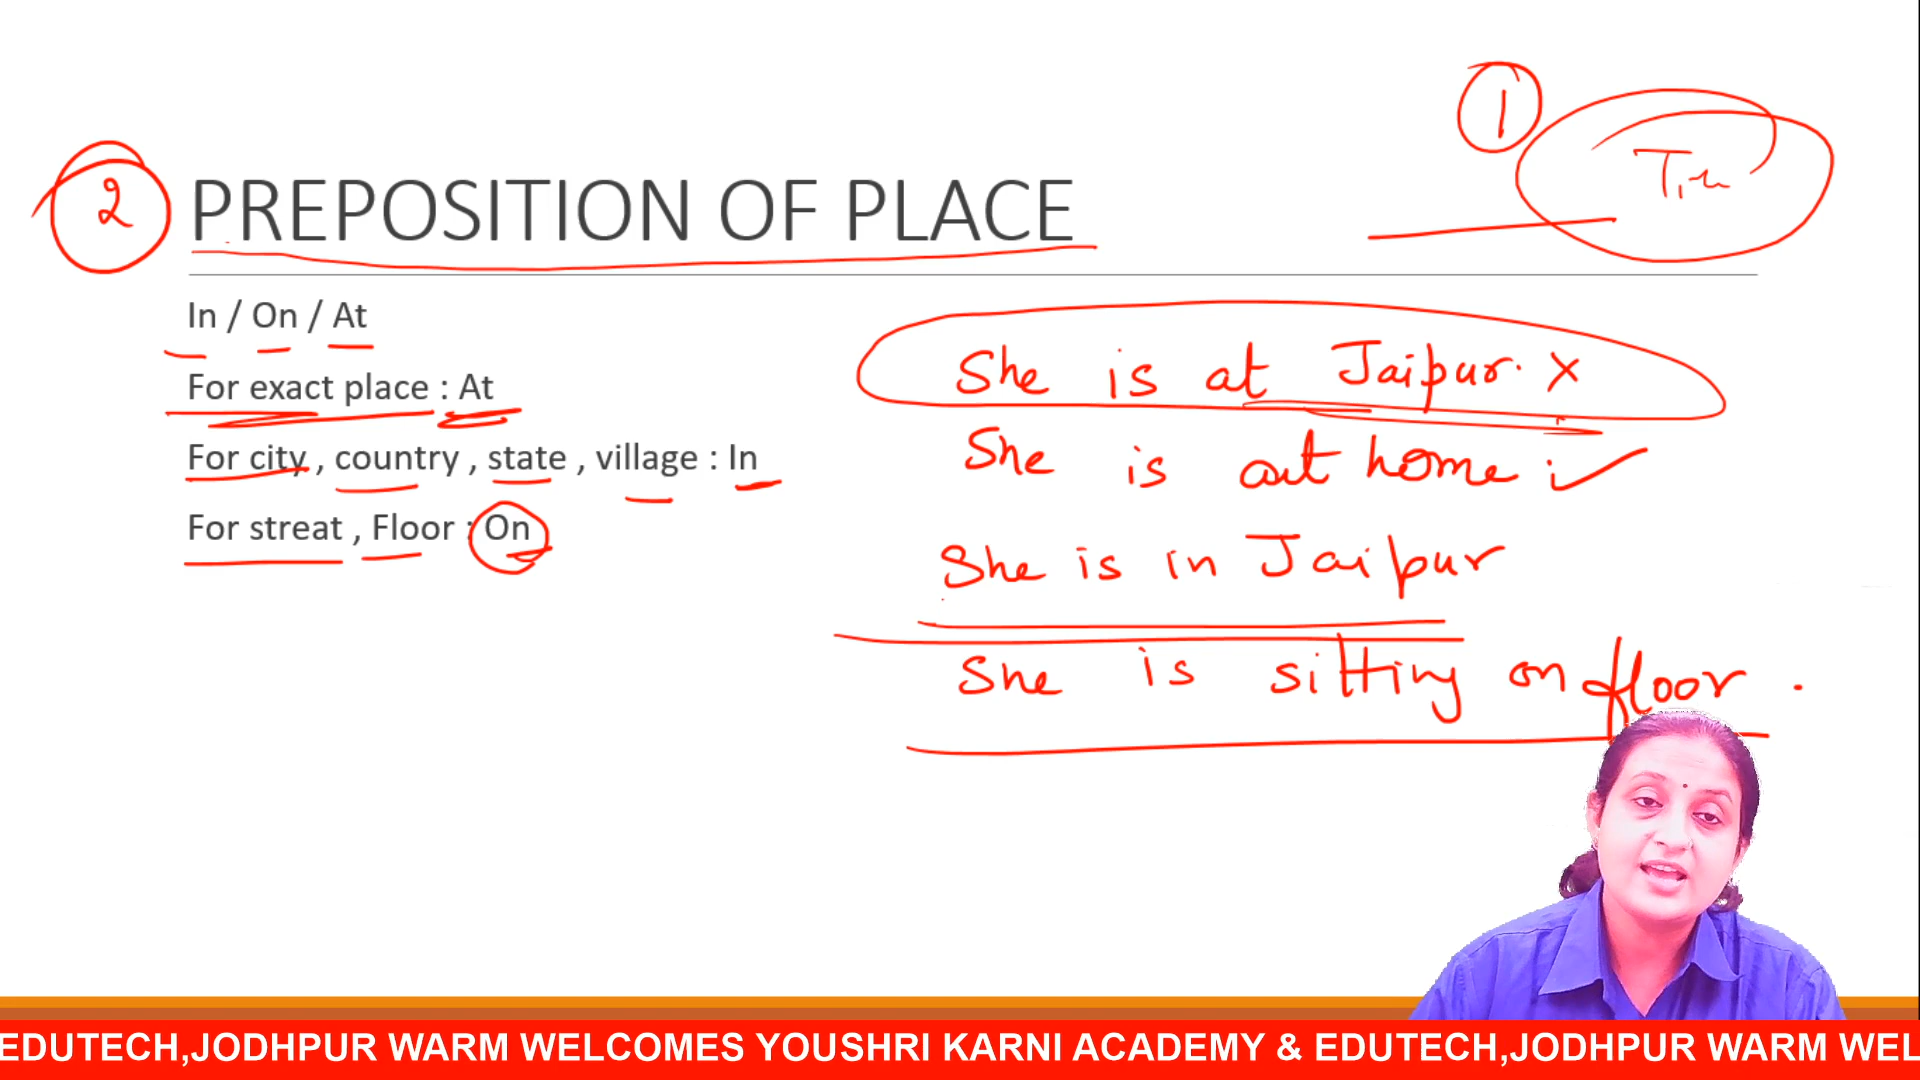 1
Tim
2
PREPOSITION OF PLACE
In / On / At
For exact place : At
For city , country , state , village : In
For streat , Floor : On
She is at Jaipur. x
She is at home
She is in Jaipur
She is sitting on floor .
EDUTECH,JODHPUR WARM WELCOMES YOUSHRI KARNI ACADEMY & EDUTECH,JODHPUR WARM WEL